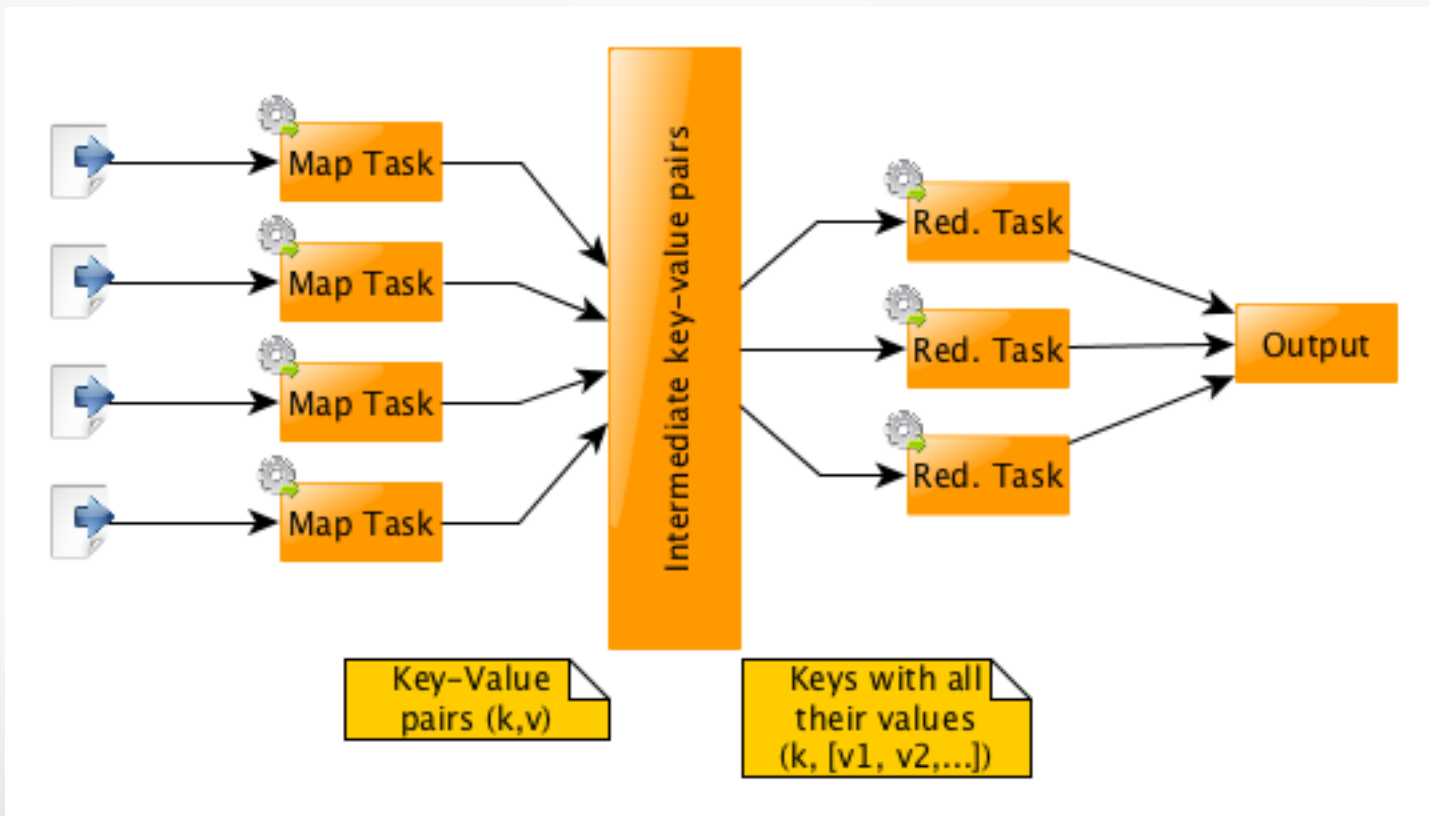 Map Task
Map Task
Map Task
Map Task
Intermediate key-value pairs
Red. Task
Red. Task
Red. Task
Output
Key-Value
pairs (k,v)
Keys with all
their values
(k, [v1, v2,...])